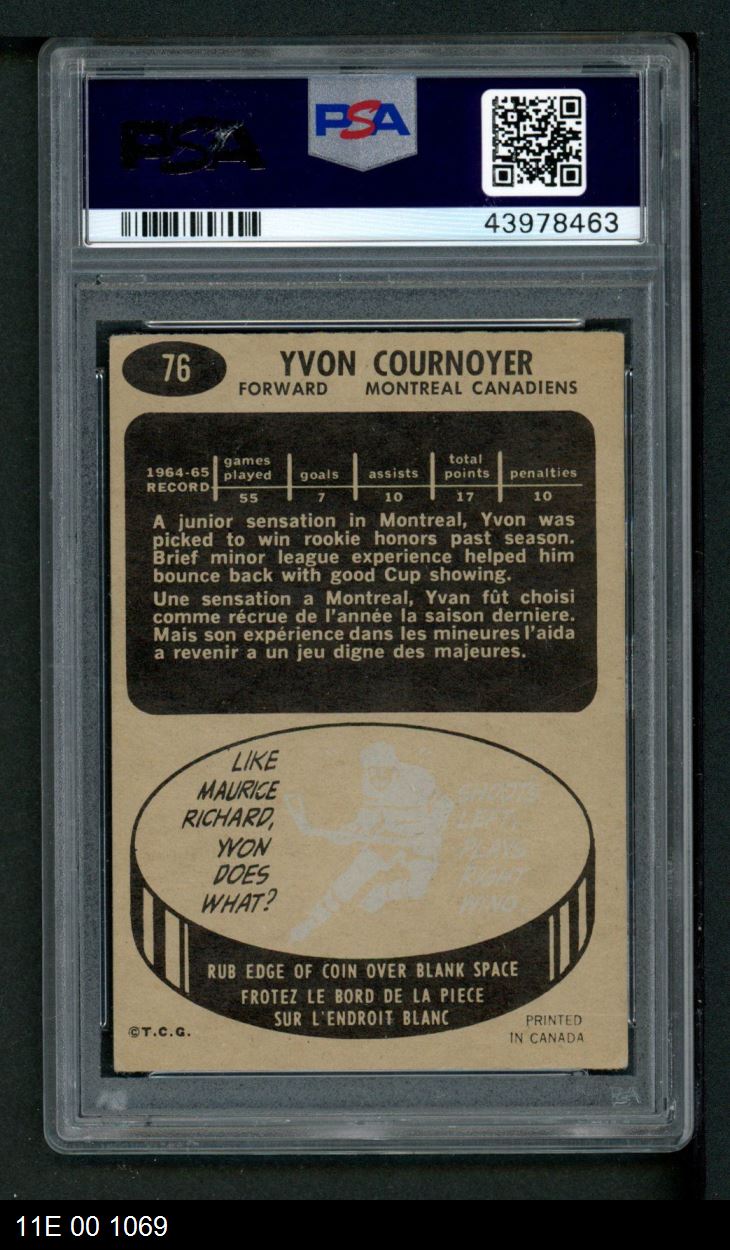 PSA
PSA
43978463
76
YVON COURNOYER
FORWARD MONTREAL CANADIENS
1964-65 RECORD
games played
goals
assists
total points
penalties
55 7 10 17 10
A junior sensation in Montreal, Yvon was
picked to win rookie honors past season.
Brief minor league experience helped him
bounce back with good Cup showing.
Une sensation a Montreal, Yvan fût choisi
comme récrue de l'année la saison derniere.
Mais son expérience dans les mineures l'aida
a revenir a un jeu digne des majeures.
LIKE
MAURICE
RICHARD,
YVON
DOES
WHAT?
SHOOTS
LEFT,
PLAYS
RIGHT
WING.
RUB EDGE OF COIN OVER BLANK SPACE
FROTEZ LE BORD DE LA PIECE
SUR L'ENDROIT BLANC
©T.C.G.
PRINTED
IN CANADA
PSA
11E 00 1069